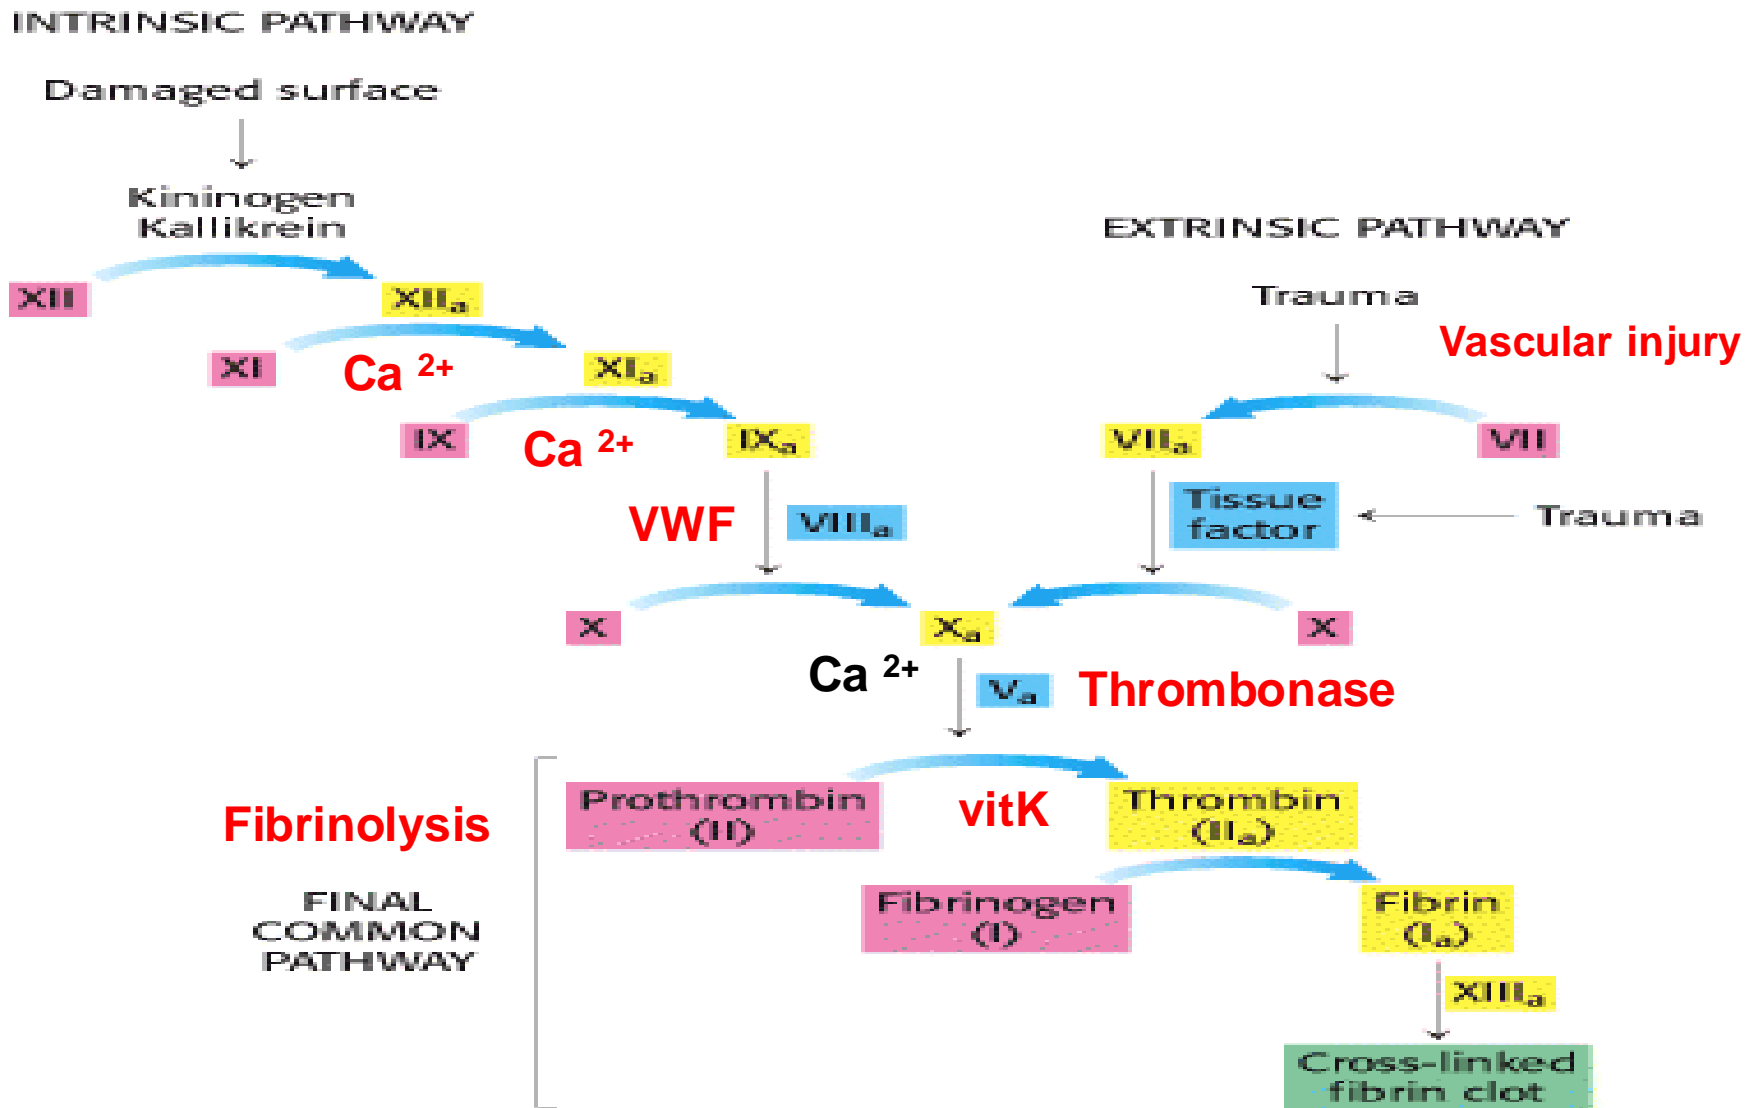 INTRINSIC PATHWAY
Damaged surface
Kininogen
Kallikrein
EXTRINSIC PATHWAY
XII
XIIa
Trauma
Vascular injury
XI
Ca 2+
XIa
IX
Ca 2+
IXa
VIIa
VII
VWF
VIIIa
Tissue
factor
Trauma
X
Xa
X
Ca 2+
Va
Thrombonase
Fibrinolysis
Prothrombin
(II)
vitK
Thrombin
(IIa)
FINAL
COMMON
PATHWAY
Fibrinogen
(I)
Fibrin
(Ia)
XIIIa
Cross-linked
fibrin clot